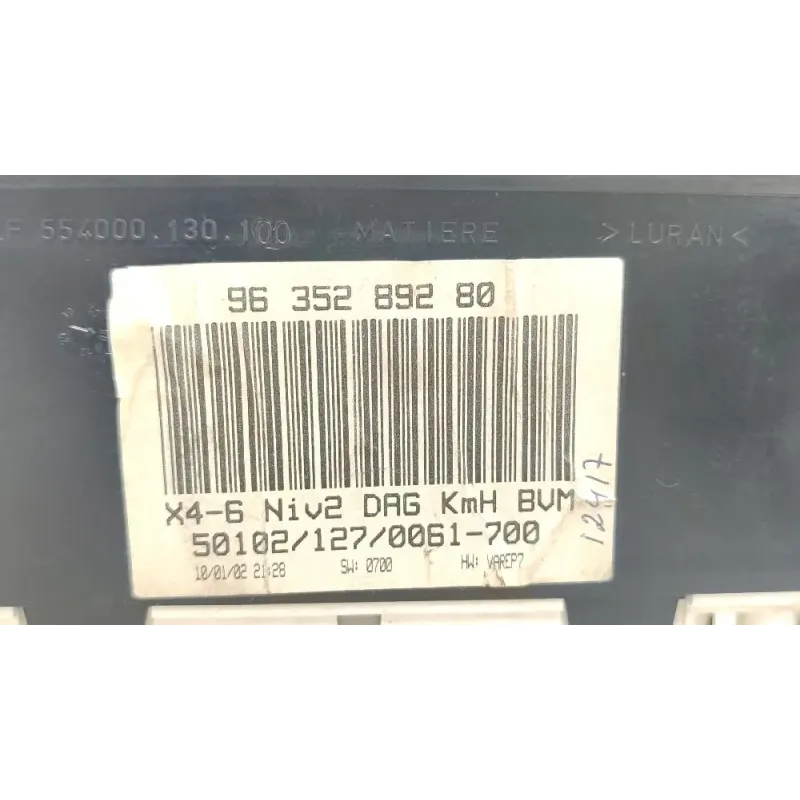 554000.130.100 MATIERE >LURAN<
96 352 892 80
X4-6 Niv2 DAG KmH BVM
50102/127/0061-700
10/01/02 21:28 SW: 0700 HW: VAREP7
12417